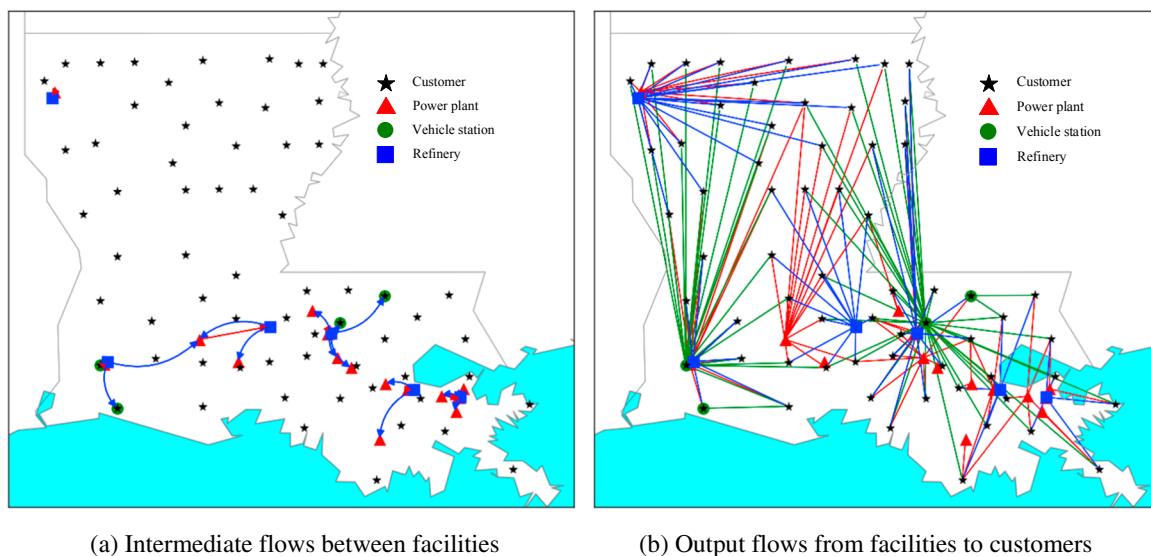 Customer
Power plant
Vehicle station
Refinery
Customer
Power plant
Vehicle station
Refinery
(a) Intermediate flows between facilities
(b) Output flows from facilities to customers